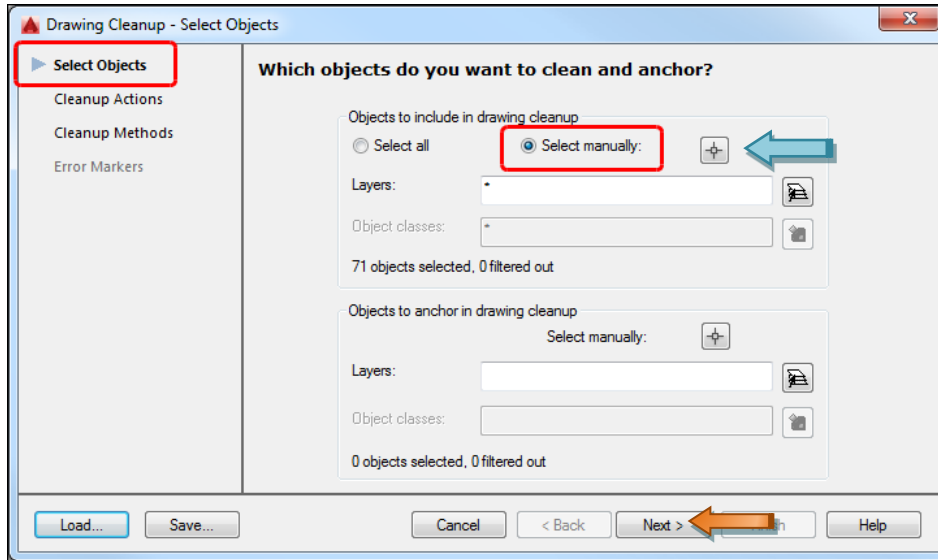 Drawing Cleanup - Select Objects
Select Objects
Cleanup Actions
Cleanup Methods
Error Markers
Which objects do you want to clean and anchor?
Objects to include in drawing cleanup
Select all Select manually:
Layers: *
Object classes: *
71 objects selected, 0 filtered out
Objects to anchor in drawing cleanup
Select manually:
Layers:
Object classes:
0 objects selected, 0 filtered out
Load... Save... Cancel < Back Next > Help